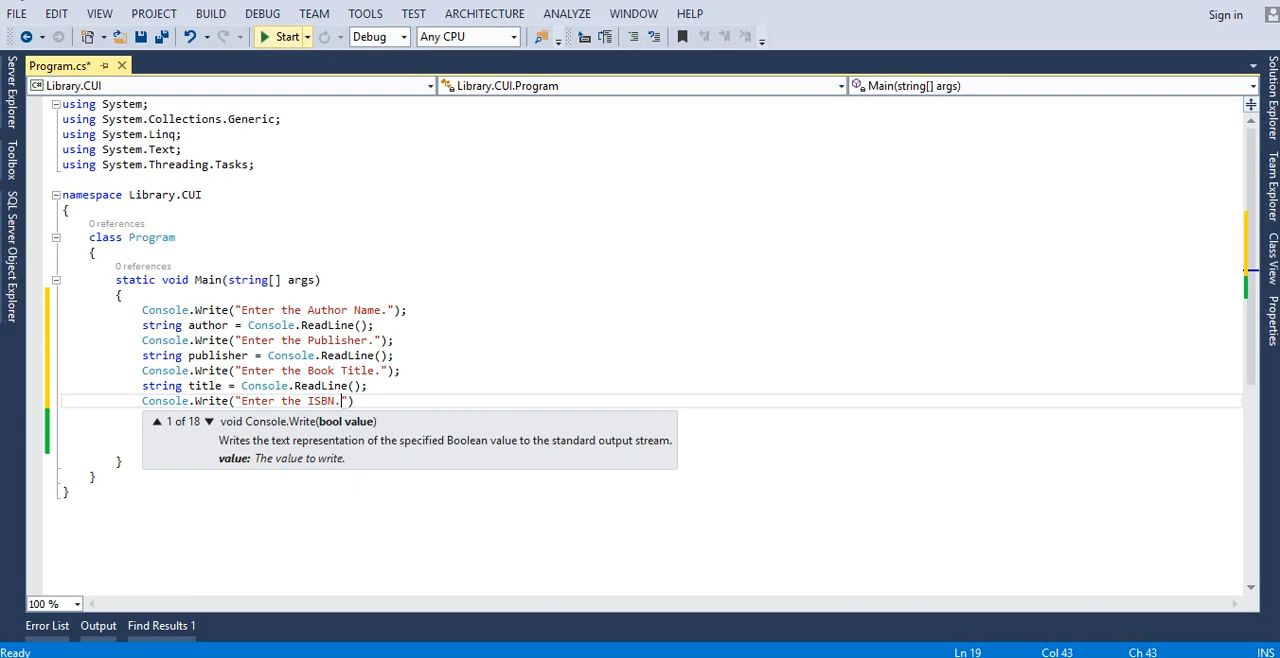 FILE EDIT VIEW PROJECT BUILD DEBUG TEAM TOOLS TEST ARCHITECTURE ANALYZE WINDOW HELP Sign in
Start Debug Any CPU
Program.cs*
Library.CUI Library.CUI.Program Main(string[] args)
using System;
using System.Collections.Generic;
using System.Linq;
using System.Text;
using System.Threading.Tasks;
namespace Library.CUI
{
0 references
class Program
{
0 references
static void Main(string[] args)
{
Console.Write("Enter the Author Name.");
string author = Console.ReadLine();
Console.Write("Enter the Publisher.");
string publisher = Console.ReadLine();
Console.Write("Enter the Book Title.");
string title = Console.ReadLine();
Console.Write("Enter the ISBN.")
▲ 1 of 18 ▼ void Console.Write(bool value)
Writes the text representation of the specified Boolean value to the standard output stream.
value: The value to write.
}
}
}
100 %
Error List Output Find Results 1
Ready Ln 19 Col 43 Ch 43 INS
Server Explorer
Toolbox
SQL Server Object Explorer
Solution Explorer
Team Explorer
Class View
Properties